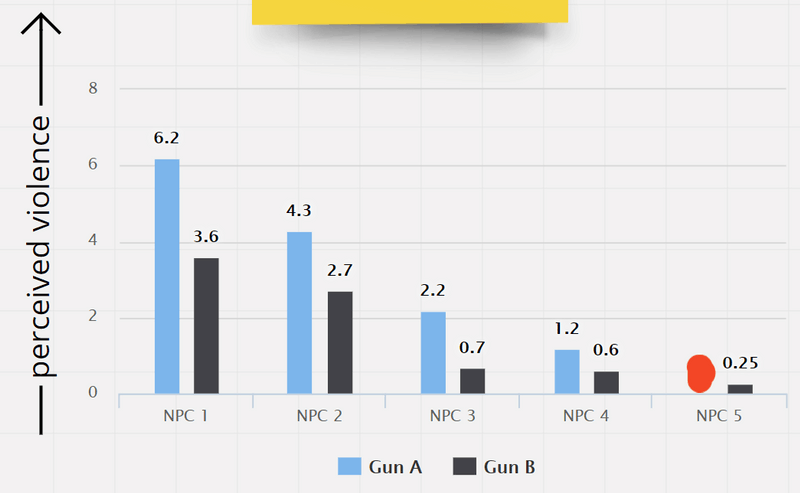 perceived violence
8
6
4
2
0
6.2
3.6
4.3
2.7
2.2
0.7
1.2
0.6
0.25
NPC 1
NPC 2
NPC 3
NPC 4
NPC 5
Gun A
Gun B